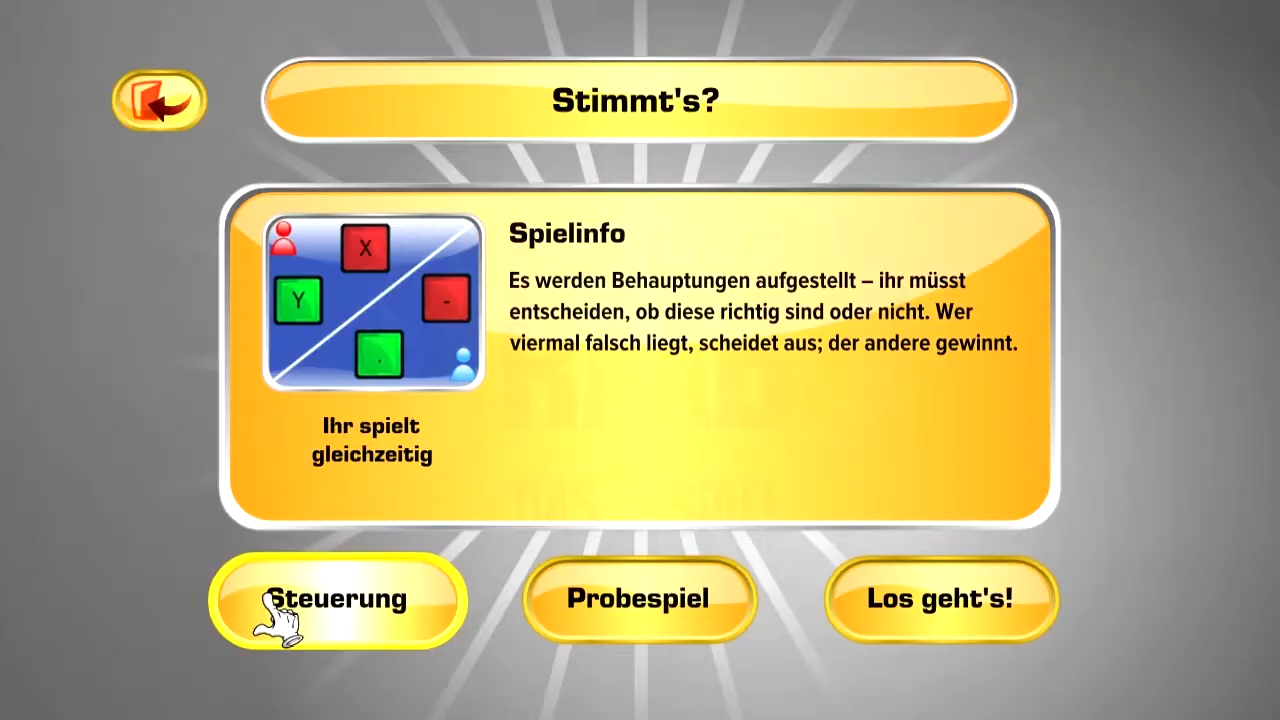 Stimmt's?
X
Y
-
.
Spielinfo
Es werden Behauptungen aufgestellt – ihr müsst
entscheiden, ob diese richtig sind oder nicht. Wer
viermal falsch liegt, scheidet aus; der andere gewinnt.
Ihr spielt
gleichzeitig
Steuerung
Probespiel
Los geht's!